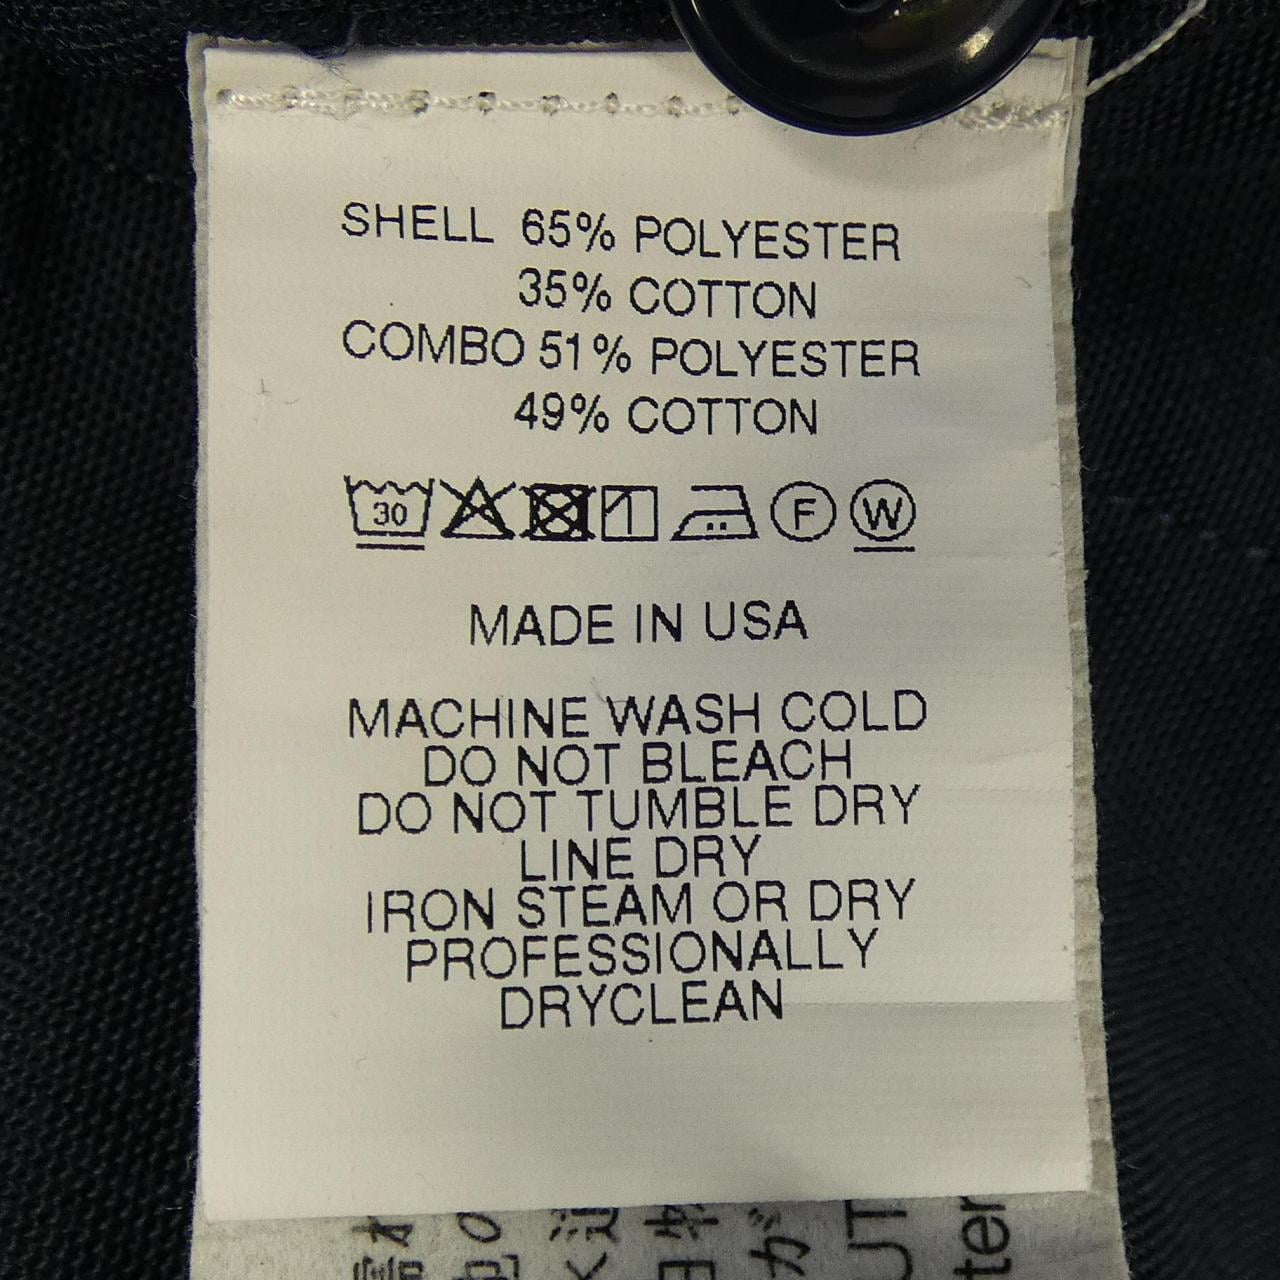 SHELL 65% POLYESTER
35% COTTON
COMBO 51% POLYESTER
49% COTTON
30 F W
MADE IN USA
MACHINE WASH COLD
DO NOT BLEACH
DO NOT TUMBLE DRY
LINE DRY
IRON STEAM OR DRY
PROFESSIONALLY
DRYCLEAN